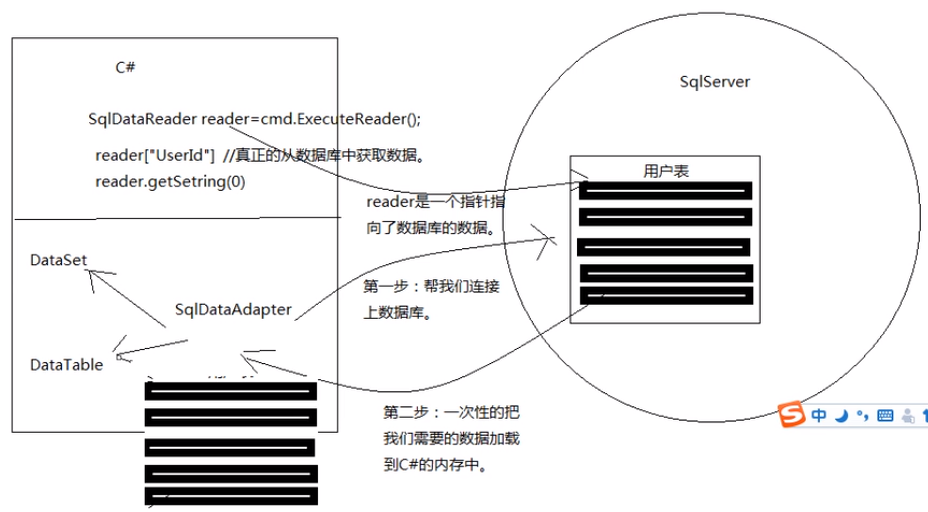 C#
SqlServer
SqlDataReader reader=cmd.ExecuteReader();
reader["UserId"] //真正的从数据库中获取数据。
reader.getSetring(0)
用户表
reader是一个指针指
向了数据库的数据。
DataSet
第一步：帮我们连接
上数据库。
SqlDataAdapter
DataTable
第二步：一次性的把
我们需要的数据加载
到C#的内存中。
中